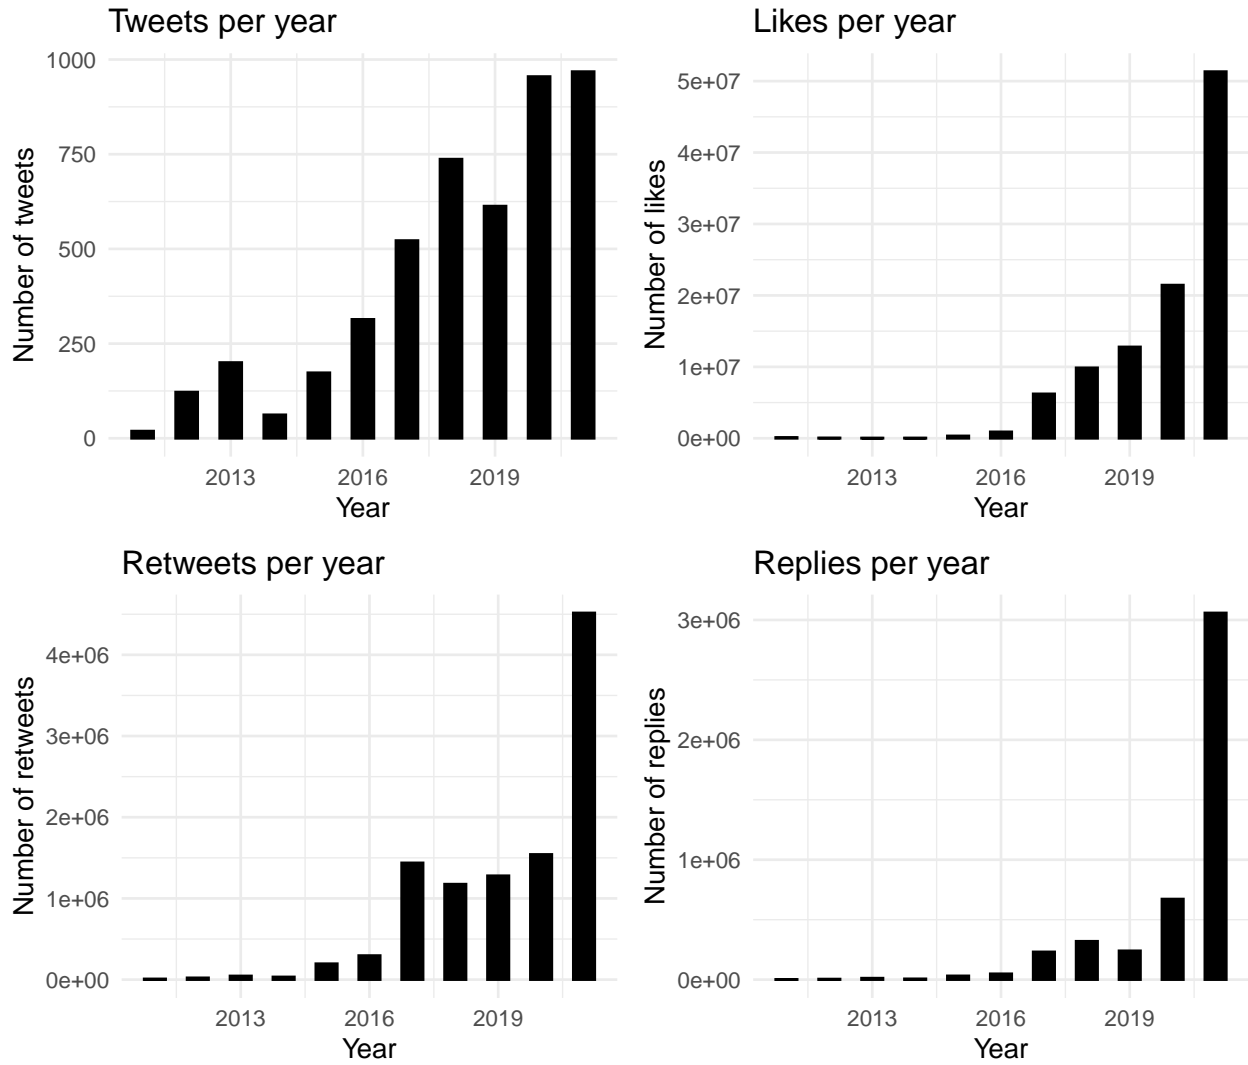 Tweets per year
1000
750
500
250
0
Number of tweets
2013 2016 2019
Year
Likes per year
5e+07
4e+07
3e+07
2e+07
1e+07
0e+00
Number of likes
2013 2016 2019
Year
Retweets per year
4e+06
3e+06
2e+06
1e+06
0e+00
Number of retweets
2013 2016 2019
Year
Replies per year
3e+06
2e+06
1e+06
0e+00
Number of replies
2013 2016 2019
Year